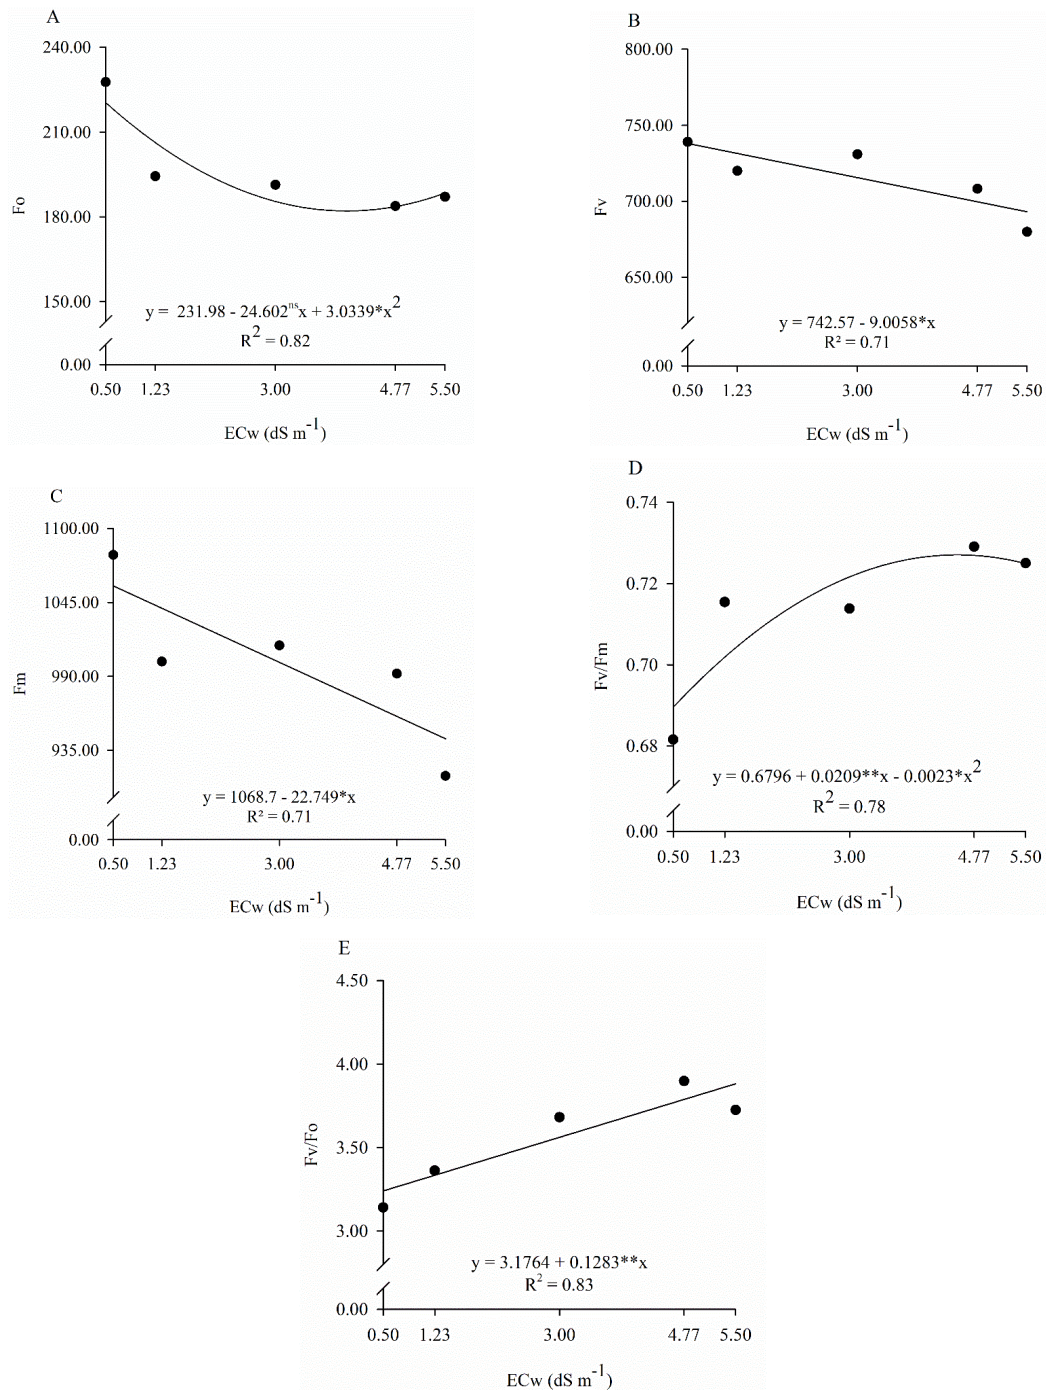 A
240.00
210.00
180.00
150.00
0.00
Fo
y = 231.98 - 24.602ⁿˢx + 3.0339*x²
R² = 0.82
0.50 1.23 3.00 4.77 5.50
ECw (dS m⁻¹)
B
800.00
750.00
700.00
650.00
0.00
Fv
y = 742.57 - 9.0058*x
R² = 0.71
0.50 1.23 3.00 4.77 5.50
ECw (dS m⁻¹)
C
1100.00
1045.00
990.00
935.00
0.00
Fm
y = 1068.7 - 22.749*x
R² = 0.71
0.50 1.23 3.00 4.77 5.50
ECw (dS m⁻¹)
D
0.74
0.72
0.70
0.68
0.00
Fv/Fm
y = 0.6796 + 0.0209**x - 0.0023*x²
R² = 0.78
0.50 1.23 3.00 4.77 5.50
ECw (dS m⁻¹)
E
4.50
4.00
3.50
3.00
0.00
Fv/Fo
y = 3.1764 + 0.1283**x
R² = 0.83
0.50 1.23 3.00 4.77 5.50
ECw (dS m⁻¹)